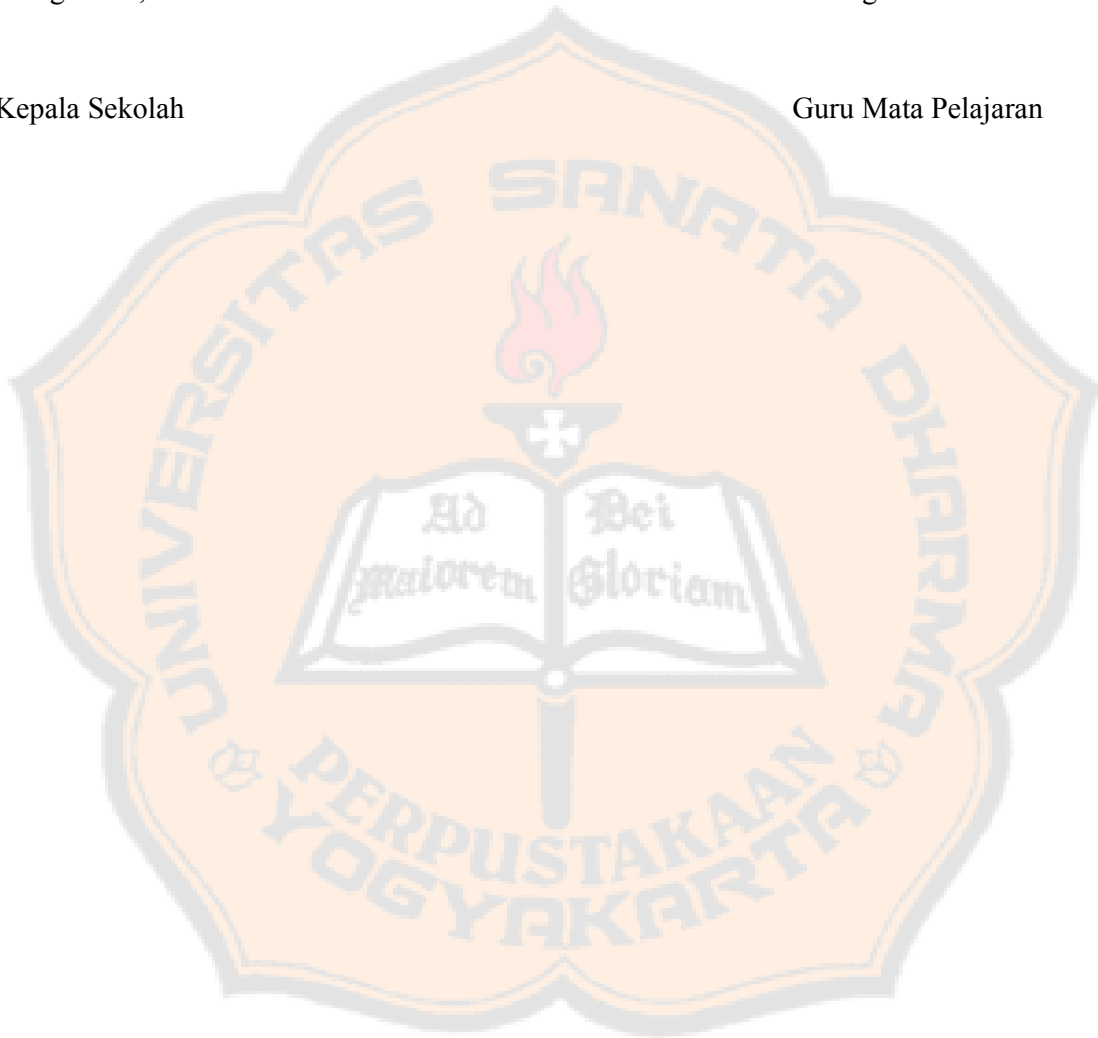 Kepala Sekolah Guru Mata Pelajaran
UNIVERSITAS SANATA DHARMA
Ad Dei
Maiorem Gloriam
PERPUSTAKAAN
YOGYAKARTA